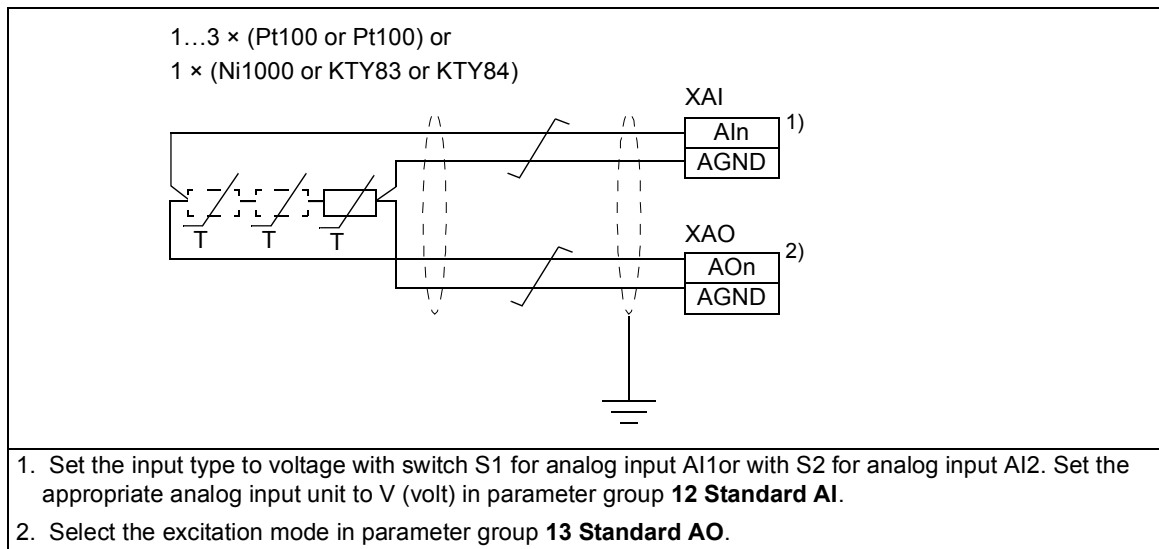 1…3 × (Pt100 or Pt100) or
1 × (Ni1000 or KTY83 or KTY84)
XAI
AIn 1)
AGND
T T T
XAO
AOn 2)
AGND
1. Set the input type to voltage with switch S1 for analog input AI1or with S2 for analog input AI2. Set the
appropriate analog input unit to V (volt) in parameter group 12 Standard AI.
2. Select the excitation mode in parameter group 13 Standard AO.